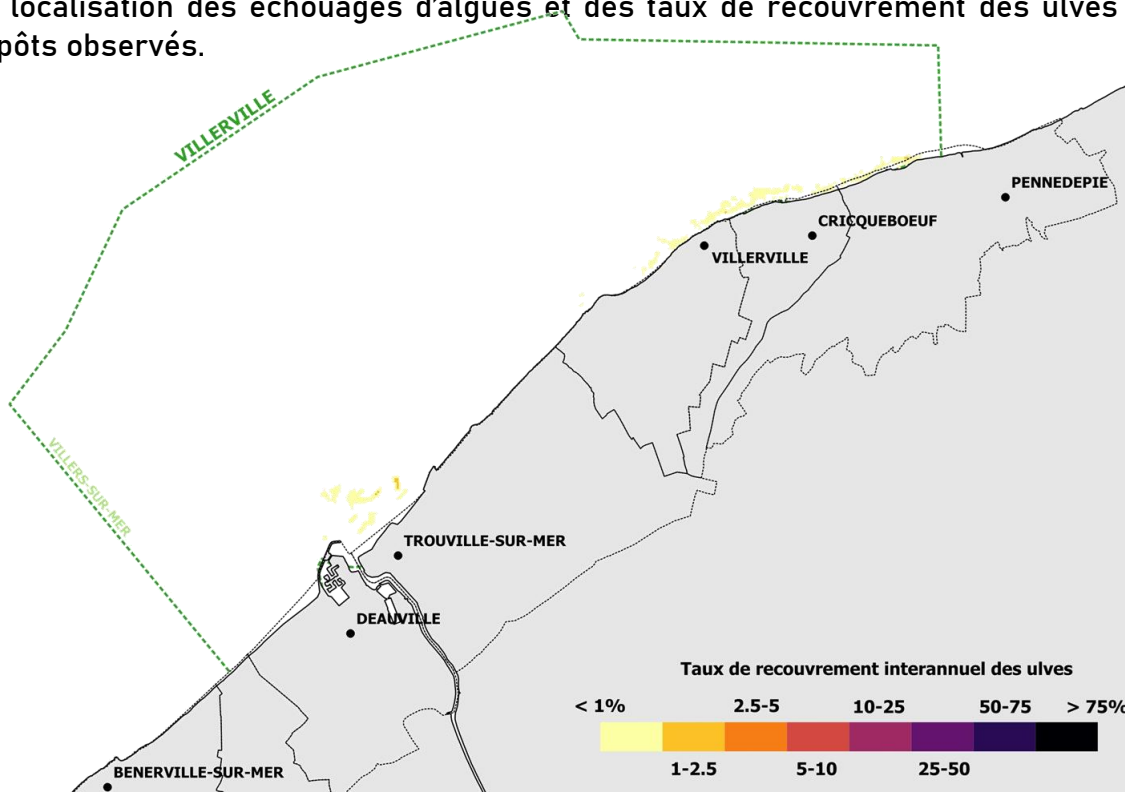 localisation des échouages d'algues et des taux de recouvrement des ulves
pôts observés.
VILLERVILLE
PENNEDEPIE
CRICQUEBOEUF
VILLERVILLE
VILLERS-SUR-MER
TROUVILLE-SUR-MER
DEAUVILLE
Taux de recouvrement interannuel des ulves
< 1% 2.5-5 10-25 50-75 > 75%
1-2.5 5-10 25-50
BENERVILLE-SUR-MER